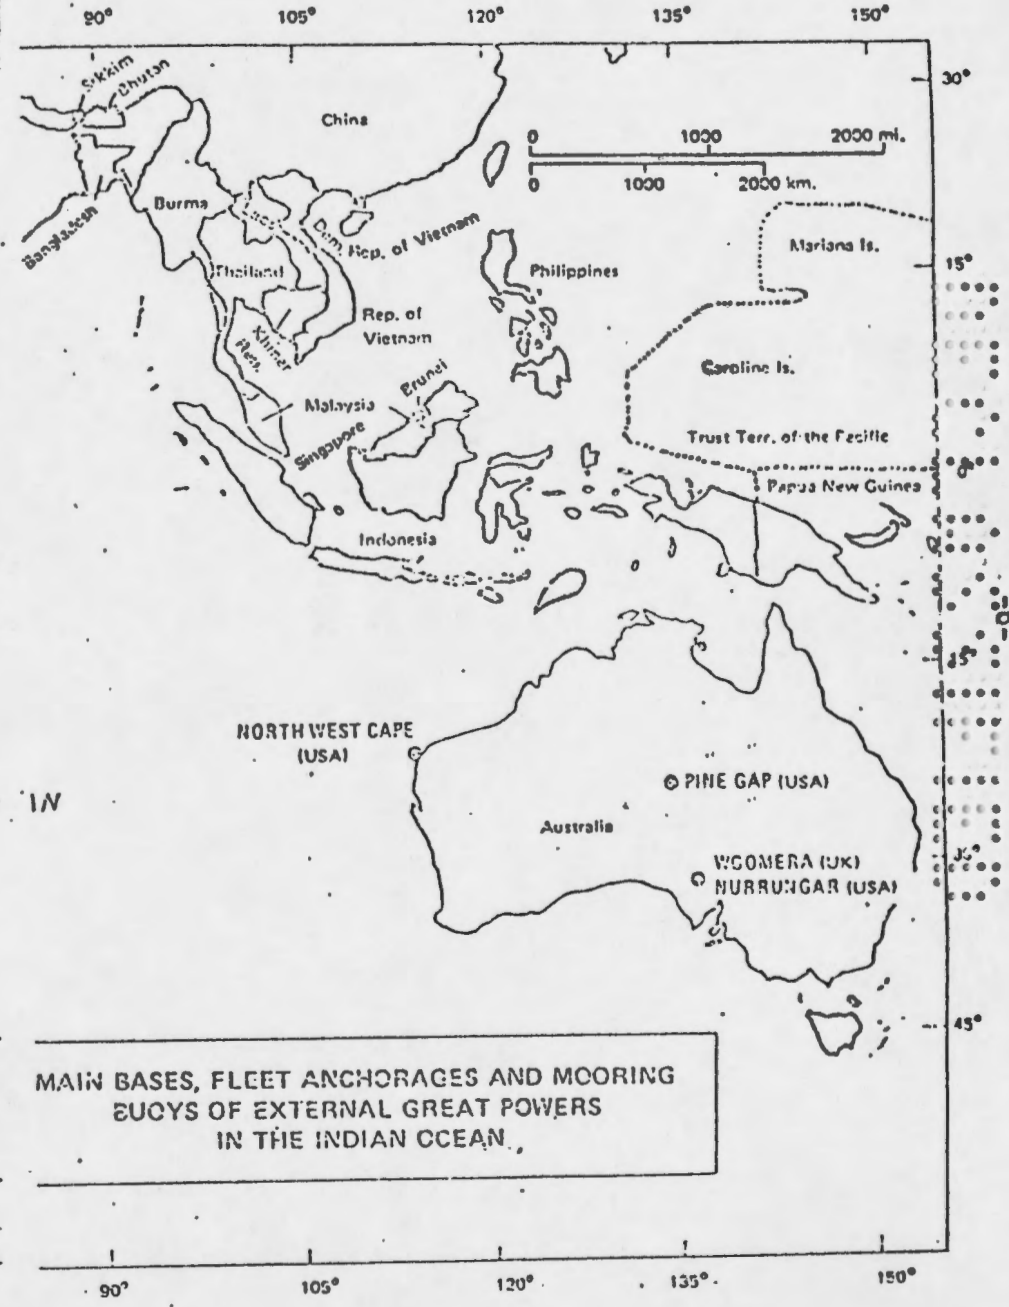 90° 105° 120° 135° 150°
30°
Sikkim
Bhutan
China
0 1000 2000 mi.
0 1000 2000 km.
Burma
Bangladesh
Dem. Rep. of Vietnam
Mariana Is.
15°
Thailand
Philippines
Rep. of
Vietnam
Khmer
Rep.
Caroline Is.
Brunei
Malaysia
Singapore
Trust Terr. of the Pacific
0°
Papua New Guinea
Indonesia
15°
NORTH WEST CAPE
(USA)
PINE GAP (USA)
Australia
30°
WOOMERA (UK)
NURRUNGAR (USA)
45°
MAIN BASES, FLEET ANCHORAGES AND MOORING
BUOYS OF EXTERNAL GREAT POWERS
IN THE INDIAN OCEAN
90° 105° 120° 135° 150°